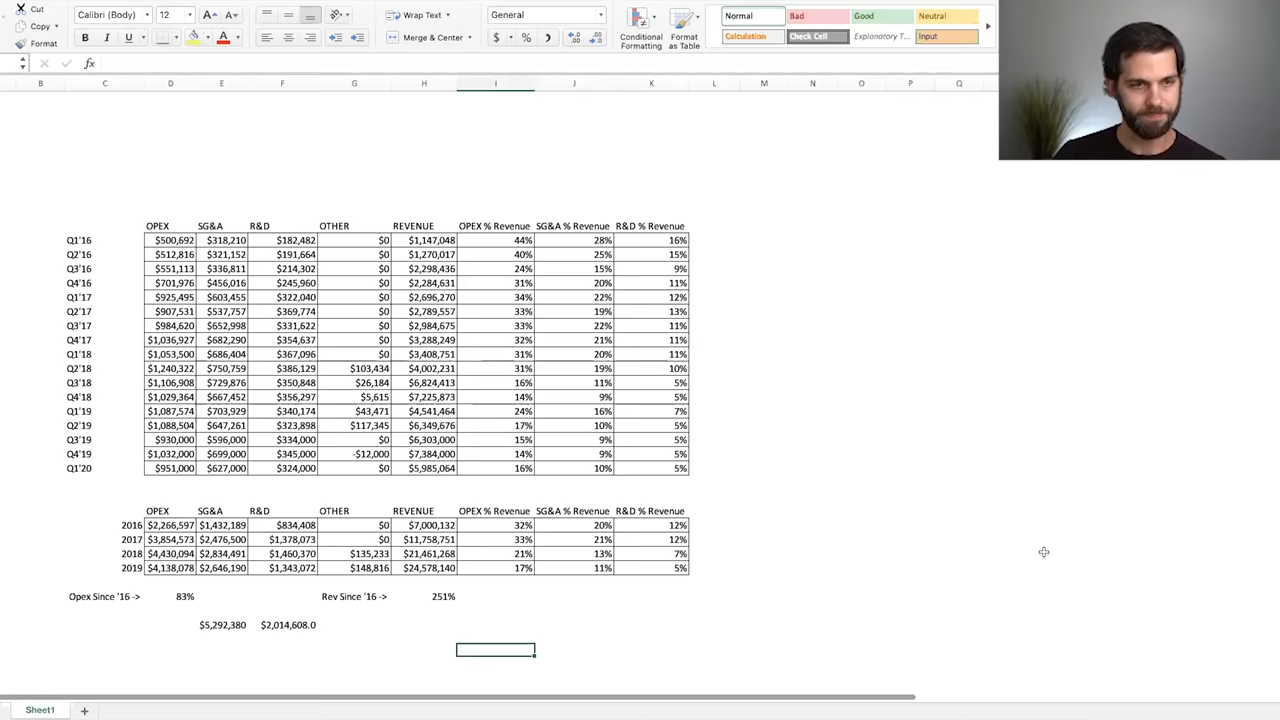 Cut
Calibri (Body) 12 A A Wrap Text General Normal Bad Good Neutral
Copy
Format B I U A Merge & Center $ % Conditional Formatting Format as Table Calculation Check Cell Explanatory T... Input
fx
B C D E F G H I J K L M N O P Q
OPEX SG&A R&D OTHER REVENUE OPEX % Revenue SG&A % Revenue R&D % Revenue
Q1'16 $500,692 $318,210 $182,482 $0 $1,147,048 44% 28% 16%
Q2'16 $512,816 $321,152 $191,664 $0 $1,270,017 40% 25% 15%
Q3'16 $551,113 $336,811 $214,302 $0 $2,298,436 24% 15% 9%
Q4'16 $701,976 $456,016 $245,960 $0 $2,284,631 31% 20% 11%
Q1'17 $925,495 $603,455 $322,040 $0 $2,696,270 34% 22% 12%
Q2'17 $907,531 $537,757 $369,774 $0 $2,789,557 33% 19% 13%
Q3'17 $984,620 $652,998 $331,622 $0 $2,984,675 33% 22% 11%
Q4'17 $1,036,927 $682,290 $354,637 $0 $3,288,249 32% 21% 11%
Q1'18 $1,053,500 $686,404 $367,096 $0 $3,408,751 31% 20% 11%
Q2'18 $1,240,322 $750,759 $386,129 $103,434 $4,002,231 31% 19% 10%
Q3'18 $1,106,908 $729,876 $350,848 $26,184 $6,824,413 16% 11% 5%
Q4'18 $1,029,364 $667,452 $356,297 $5,615 $7,225,873 14% 9% 5%
Q1'19 $1,087,574 $703,929 $340,174 $43,471 $4,541,464 24% 16% 7%
Q2'19 $1,088,504 $647,261 $323,898 $117,345 $6,349,676 17% 10% 5%
Q3'19 $930,000 $596,000 $334,000 $0 $6,303,000 15% 9% 5%
Q4'19 $1,032,000 $699,000 $345,000 -$12,000 $7,384,000 14% 9% 5%
Q1'20 $951,000 $627,000 $324,000 $0 $5,985,064 16% 10% 5%
OPEX SG&A R&D OTHER REVENUE OPEX % Revenue SG&A % Revenue R&D % Revenue
2016 $2,266,597 $1,432,189 $834,408 $0 $7,000,132 32% 20% 12%
2017 $3,854,573 $2,476,500 $1,378,073 $0 $11,758,751 33% 21% 12%
2018 $4,430,094 $2,834,491 $1,460,370 $135,233 $21,461,268 21% 13% 7%
2019 $4,138,078 $2,646,190 $1,343,072 $148,816 $24,578,140 17% 11% 5%
Opex Since '16 -> 83% Rev Since '16 -> 251%
$5,292,380 $2,014,608.0
Sheet1